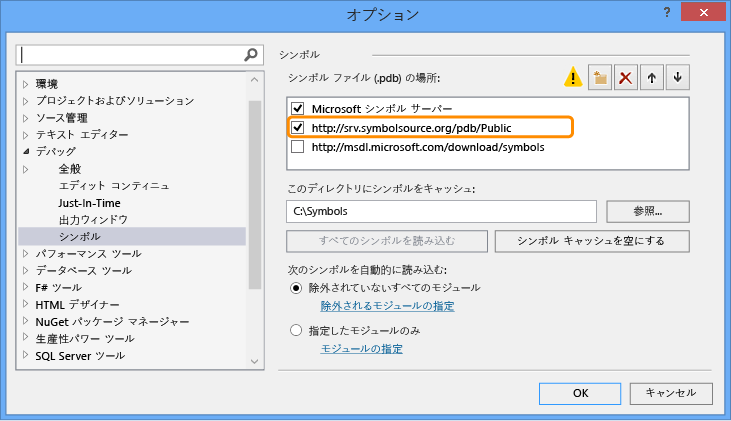 オプション
?
環境
プロジェクトおよびソリューション
ソース管理
テキスト エディター
デバッグ
全般
エディット コンティニュ
Just-In-Time
出力ウィンドウ
シンボル
パフォーマンス ツール
データベース ツール
F# ツール
HTML デザイナー
NuGet パッケージ マネージャー
生産性パワー ツール
SQL Server ツール
シンボル
シンボル ファイル (.pdb) の場所:
Microsoft シンボル サーバー
http://srv.symbolsource.org/pdb/Public
http://msdl.microsoft.com/download/symbols
このディレクトリにシンボルをキャッシュ:
C:\Symbols
参照...
すべてのシンボルを読み込む
シンボル キャッシュを空にする
次のシンボルを自動的に読み込む:
除外されていないすべてのモジュール
除外されるモジュールの指定
指定したモジュールのみ
モジュールの指定
OK
キャンセル